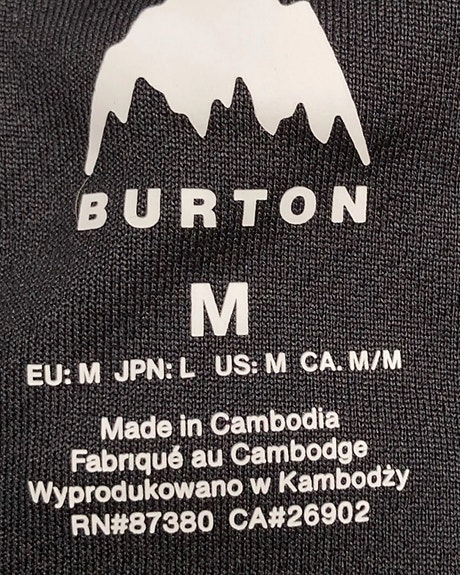 BURTON
M
EU: M JPN: L US: M CA. M/M
Made in Cambodia
Fabriqué au Cambodge
Wyprodukowano w Kambodży
RN#87380 CA#26902